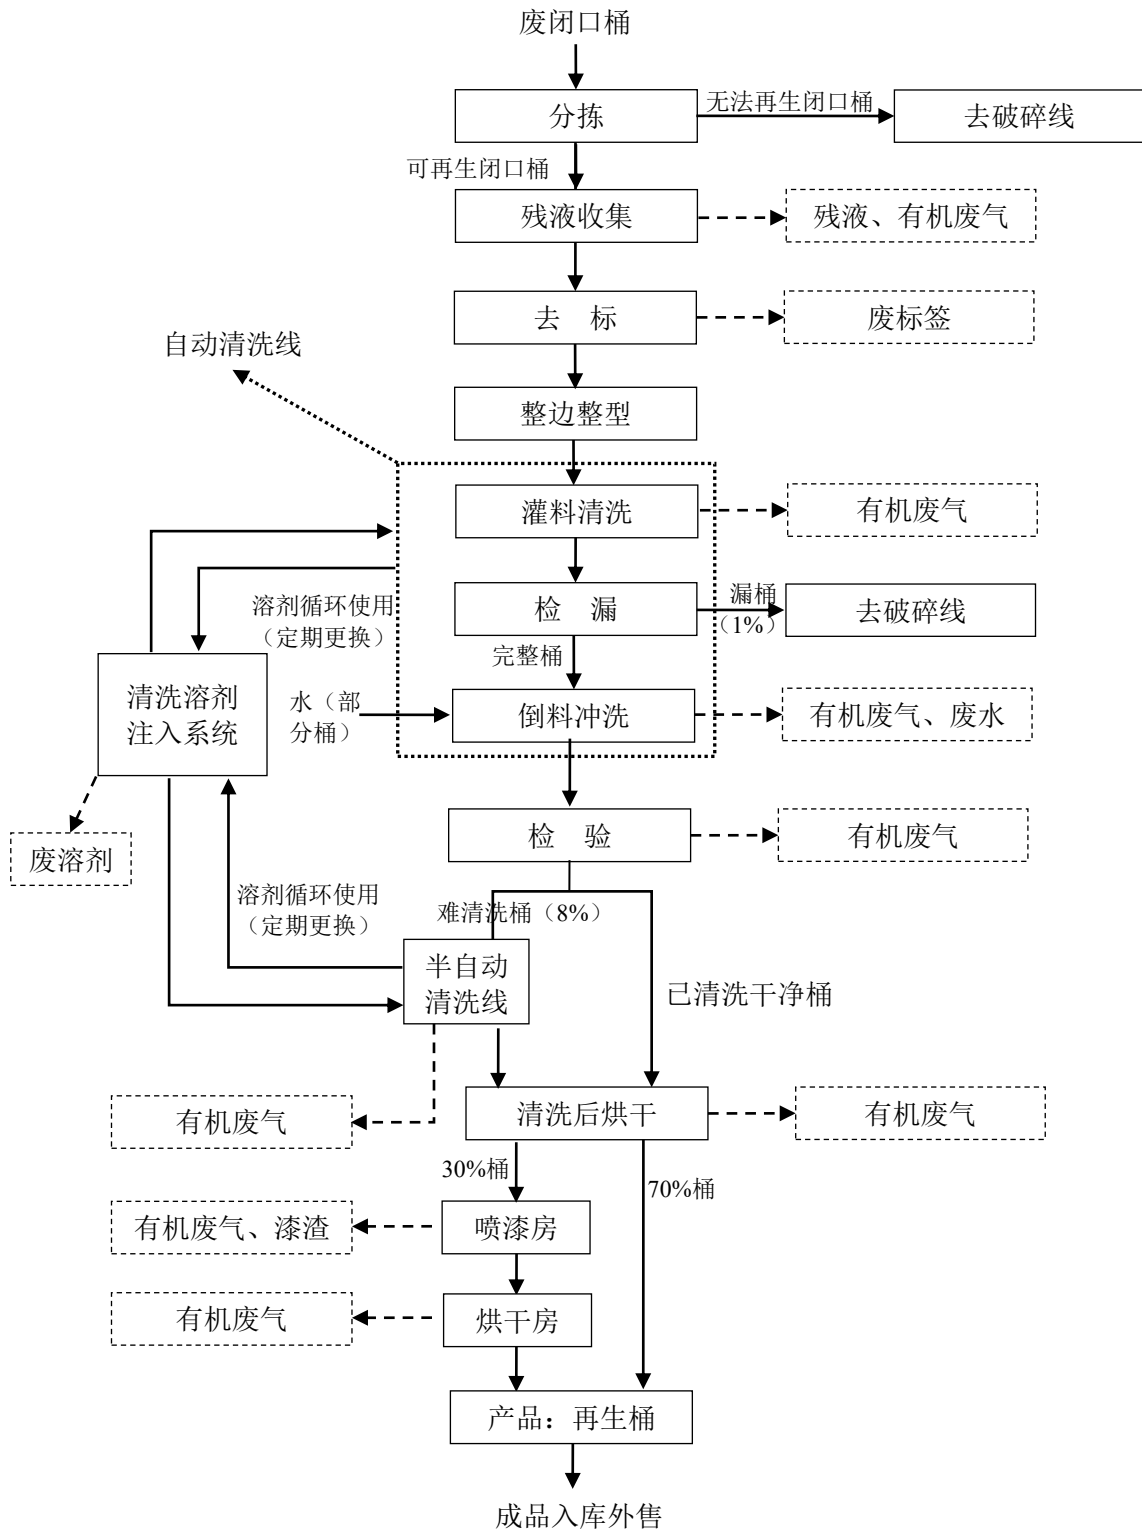 废闭口桶
分拣
无法再生闭口桶
去破碎线
可再生闭口桶
残液收集
残液、有机废气
去 标
废标签
自动清洗线
整边整型
灌料清洗
有机废气
溶剂循环使用
（定期更换）
检 漏
漏桶
（1%）
去破碎线
完整桶
清洗溶剂
注入系统
水（部
分桶）
倒料冲洗
有机废气、废水
检 验
有机废气
废溶剂
溶剂循环使用
（定期更换）
难清洗桶（8%）
半自动
清洗线
已清洗干净桶
有机废气
清洗后烘干
有机废气
30%桶
70%桶
有机废气、漆渣
喷漆房
有机废气
烘干房
产品：再生桶
成品入库外售